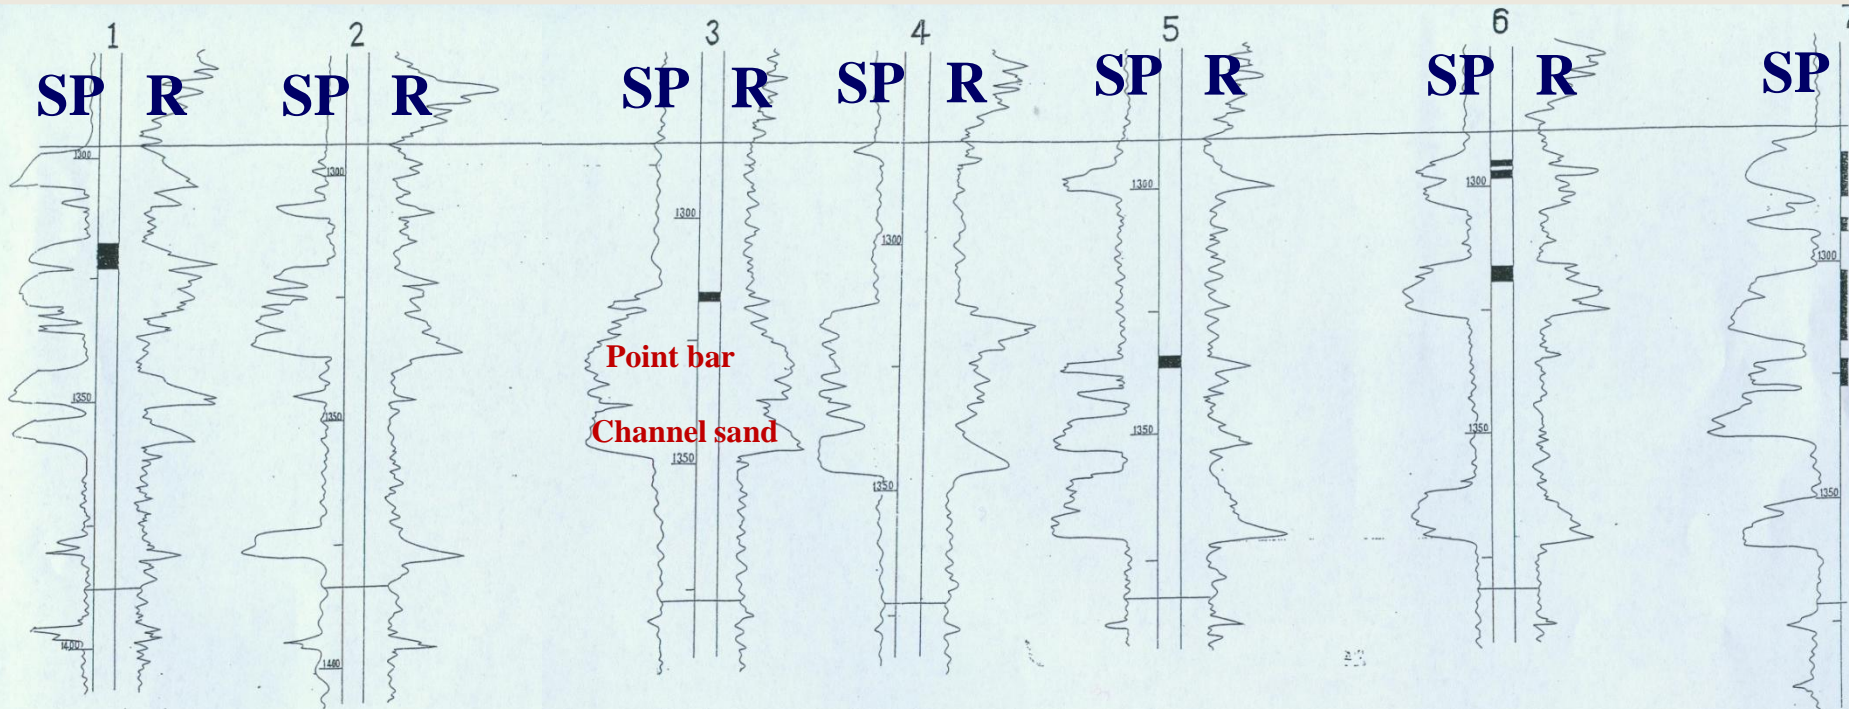 1 2 3 4 5 6
SP R SP R SP R SP R SP R SP R SP
1300 1300 1300 1300 1300 1300 1300
Point bar
Channel sand
1350 1350 1350 1350 1350 1350 1350
1400 1400